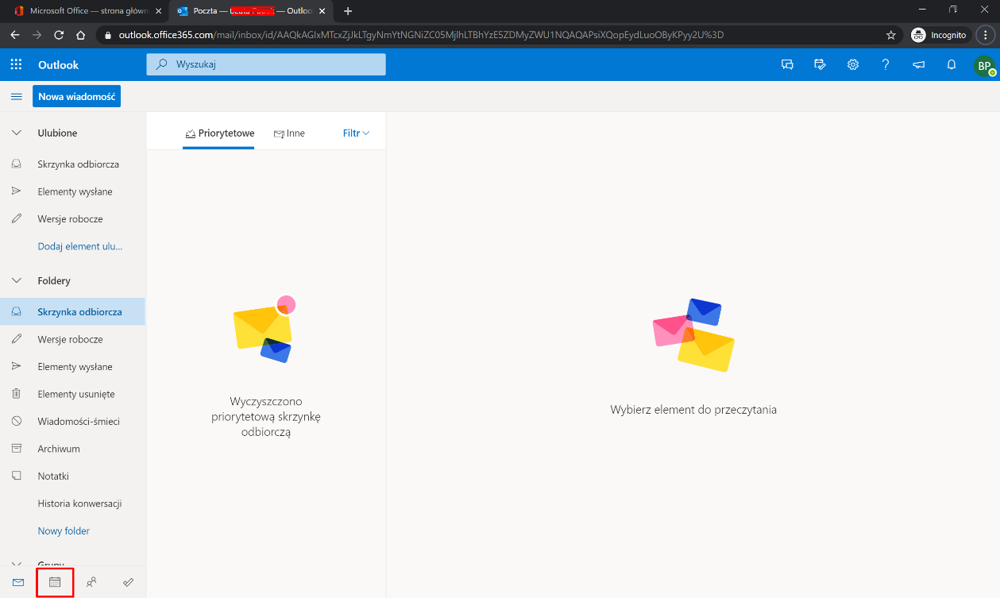 Microsoft Office — strona główn
Poczta — — Outloo
outlook.office365.com/mail/inbox/id/AAQkAGIxMTcxZjJkLTgyNmYtNGNiZC05MjlhLTBhYzE5ZDMyZWU1NQAQAPsiXQopEydLuoOByKPyy2U%3D
Incognito
Outlook
Wyszukaj
BP
Nowa wiadomość
Ulubione
Priorytetowe
Inne
Filtr
Skrzynka odbiorcza
Elementy wysłane
Wersje robocze
Dodaj element ulu...
Foldery
Skrzynka odbiorcza
Wersje robocze
Elementy wysłane
Elementy usunięte
Wiadomości-śmieci
Archiwum
Notatki
Historia konwersacji
Nowy folder
Grupy
Wyczyszczono
priorytetową skrzynkę
odbiorczą
Wybierz element do przeczytania